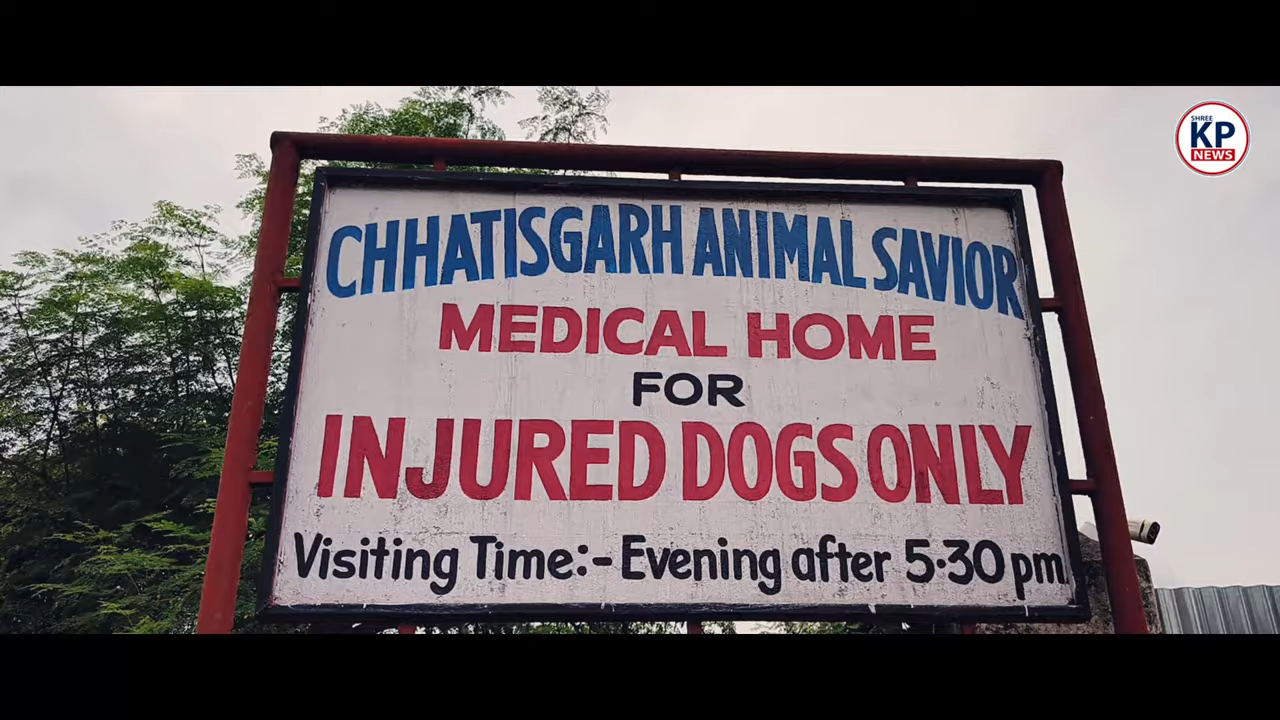 SHREE
KP
NEWS
CHHATISGARH ANIMAL SAVIOR
MEDICAL HOME
FOR
INJURED DOGS ONLY
Visiting Time:- Evening after 5.30 pm